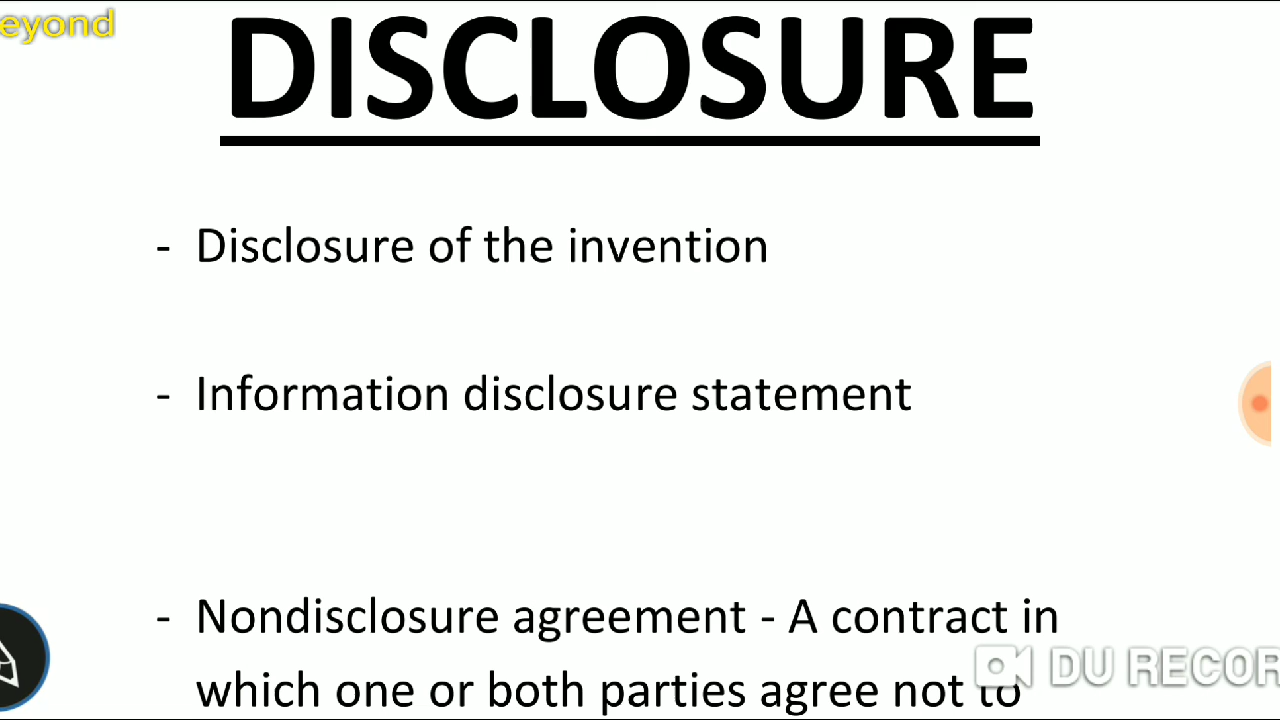 eyond
DISCLOSURE
- Disclosure of the invention
- Information disclosure statement
- Nondisclosure agreement - A contract in
which one or both parties agree not to
DU RECOR